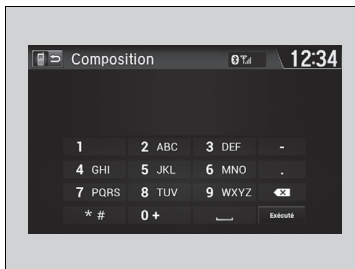 Composition 12:34
1 2 ABC 3 DEF -
4 GHI 5 JKL 6 MNO .
7 PQRS 8 TUV 9 WXYZ
* # 0 + Exécuté